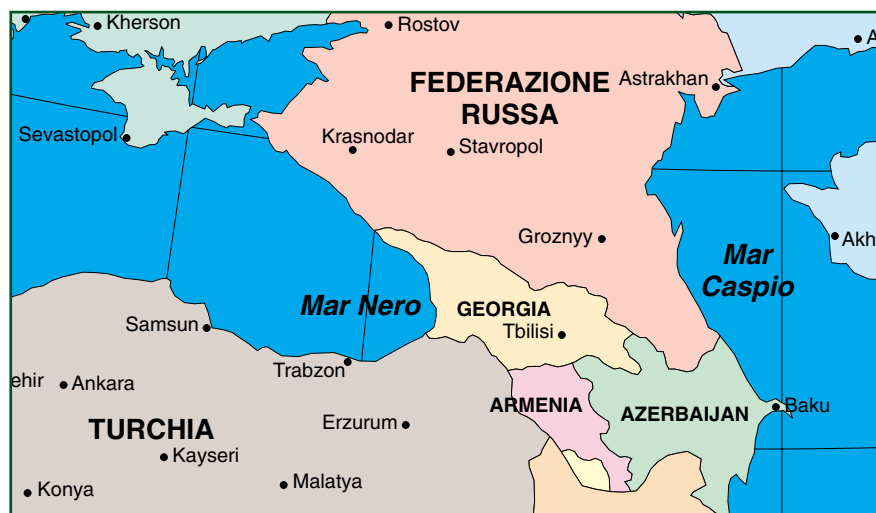 Kherson
Rostov
A
FEDERAZIONE
RUSSA
Astrakhan
Sevastopol
Krasnodar
Stavropol
Groznyy
Akh
Mar
Caspio
Mar Nero
GEORGIA
Tbilisi
Samsun
Trabzon
ehir
Ankara
ARMENIA
AZERBAIJAN
Baku
TURCHIA
Erzurum
Kayseri
Malatya
Konya